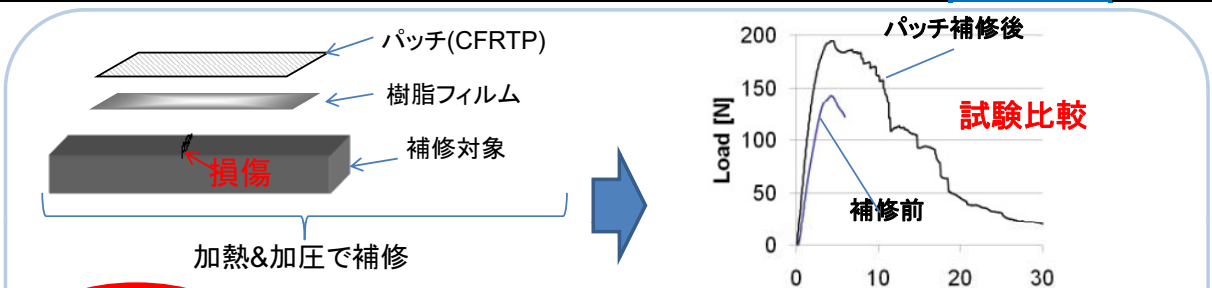 パッチ(CFRTP)
樹脂フィルム
補修対象
損傷
加熱&加圧で補修
パッチ補修後
試験比較
補修前
Load [N]
200
150
100
50
0
0 10 20 30